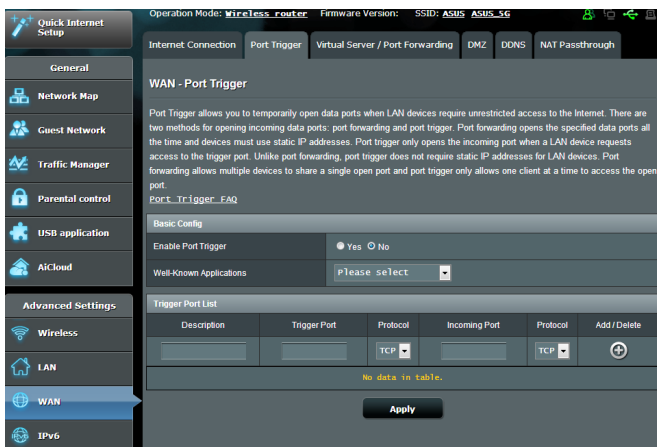 Quick Internet
Setup
General
Network Map
Guest Network
Traffic Manager
Parental control
USB application
AiCloud
Advanced Settings
Wireless
LAN
WAN
IPv6
Operation Mode: Wireless router Firmware Version: SSID: ASUS ASUS_5G
Internet Connection Port Trigger Virtual Server / Port Forwarding DMZ DDNS NAT Passthrough
WAN - Port Trigger
Port Trigger allows you to temporarily open data ports when LAN devices require unrestricted access to the Internet. There are
two methods for opening incoming data ports: port forwarding and port trigger. Port forwarding opens the specified data ports all
the time and devices must use static IP addresses. Port trigger only opens the incoming port when a LAN device requests
access to the trigger port. Unlike port forwarding, port trigger does not require static IP addresses for LAN devices. Port
forwarding allows multiple devices to share a single open port and port trigger only allows one client at a time to access the open
port.
Port Trigger FAQ
Basic Config
Enable Port Trigger Yes No
Well-Known Applications Please select
Trigger Port List
Description Trigger Port Protocol Incoming Port Protocol Add / Delete
TCP TCP
No data in table.
Apply